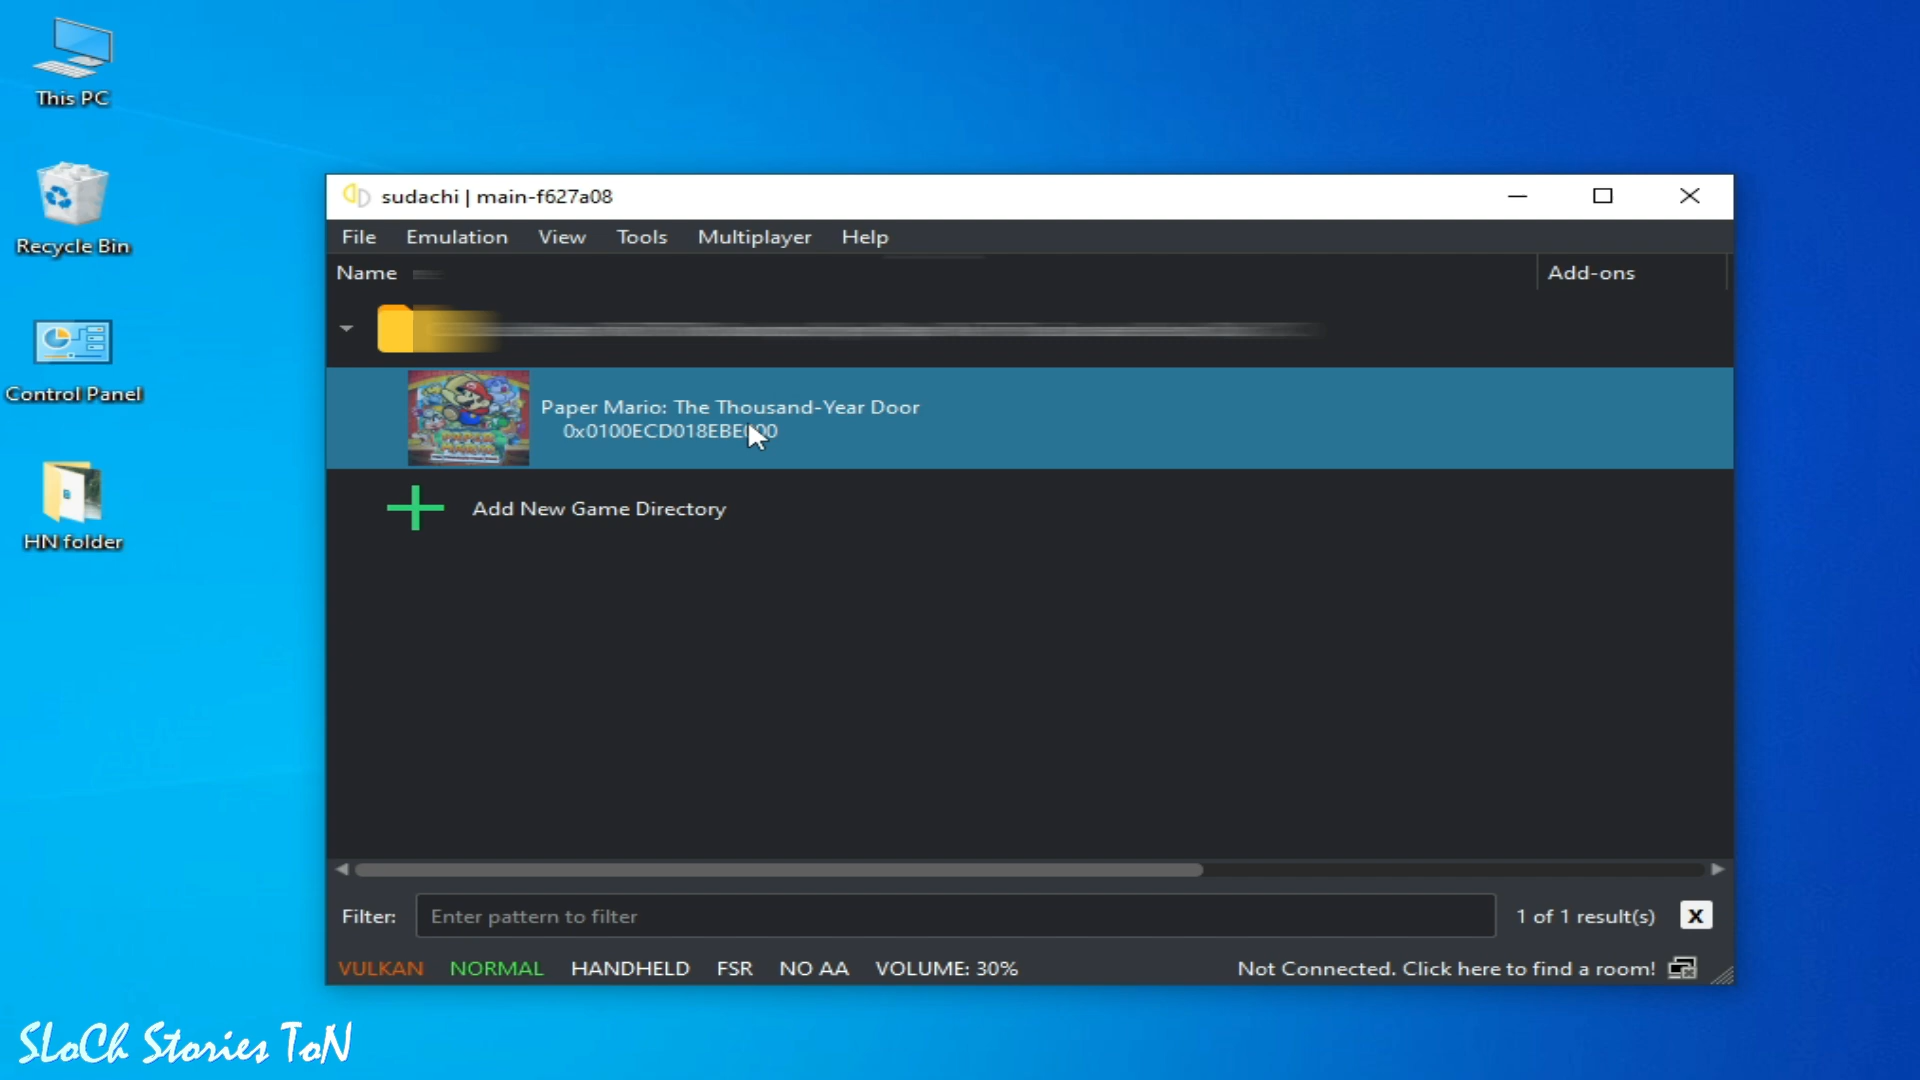 This PC
Recycle Bin
Control Panel
HN folder
sudachi | main-f627a08
File Emulation View Tools Multiplayer Help
Name Add-ons
Paper Mario: The Thousand-Year Door
Add New Game Directory
Filter: Enter pattern to filter 1 of 1 result(s) X
VULKAN NORMAL HANDHELD FSR NO AA VOLUME: 30% Not Connected. Click here to find a room!
SLoCh Stories ToN